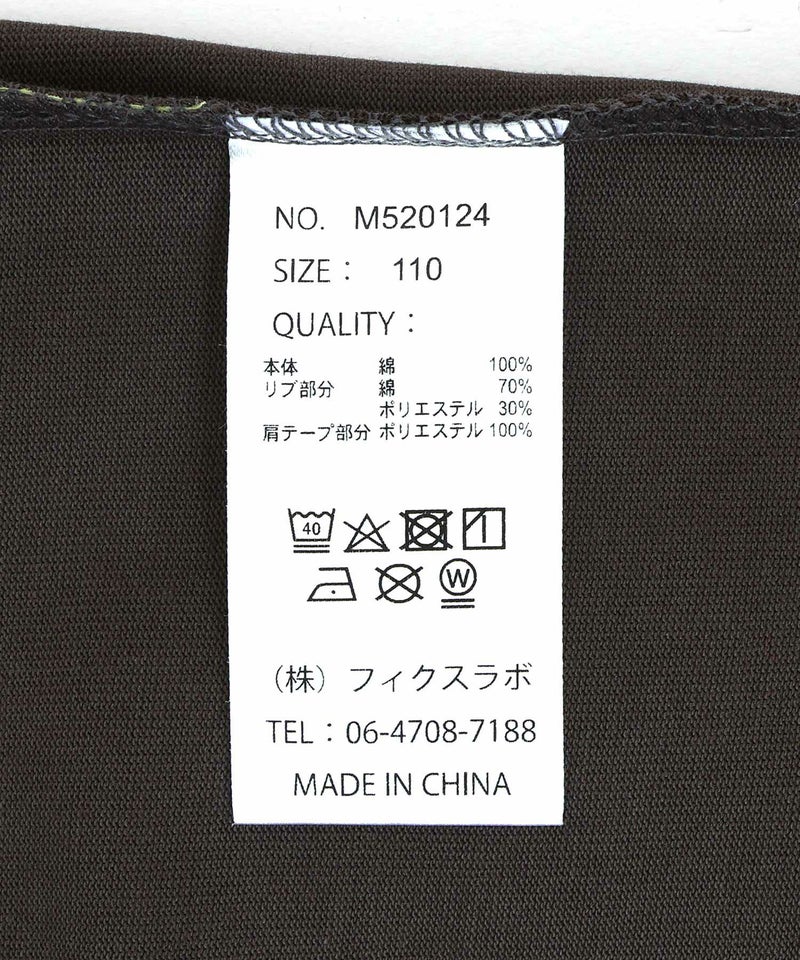 NO. M520124
SIZE： 110
QUALITY：
本体 綿 100%
リブ部分 綿 70%
ポリエステル 30%
肩テープ部分 ポリエステル 100%
40
W
（株）フィクスラボ
TEL：06-4708-7188
MADE IN CHINA